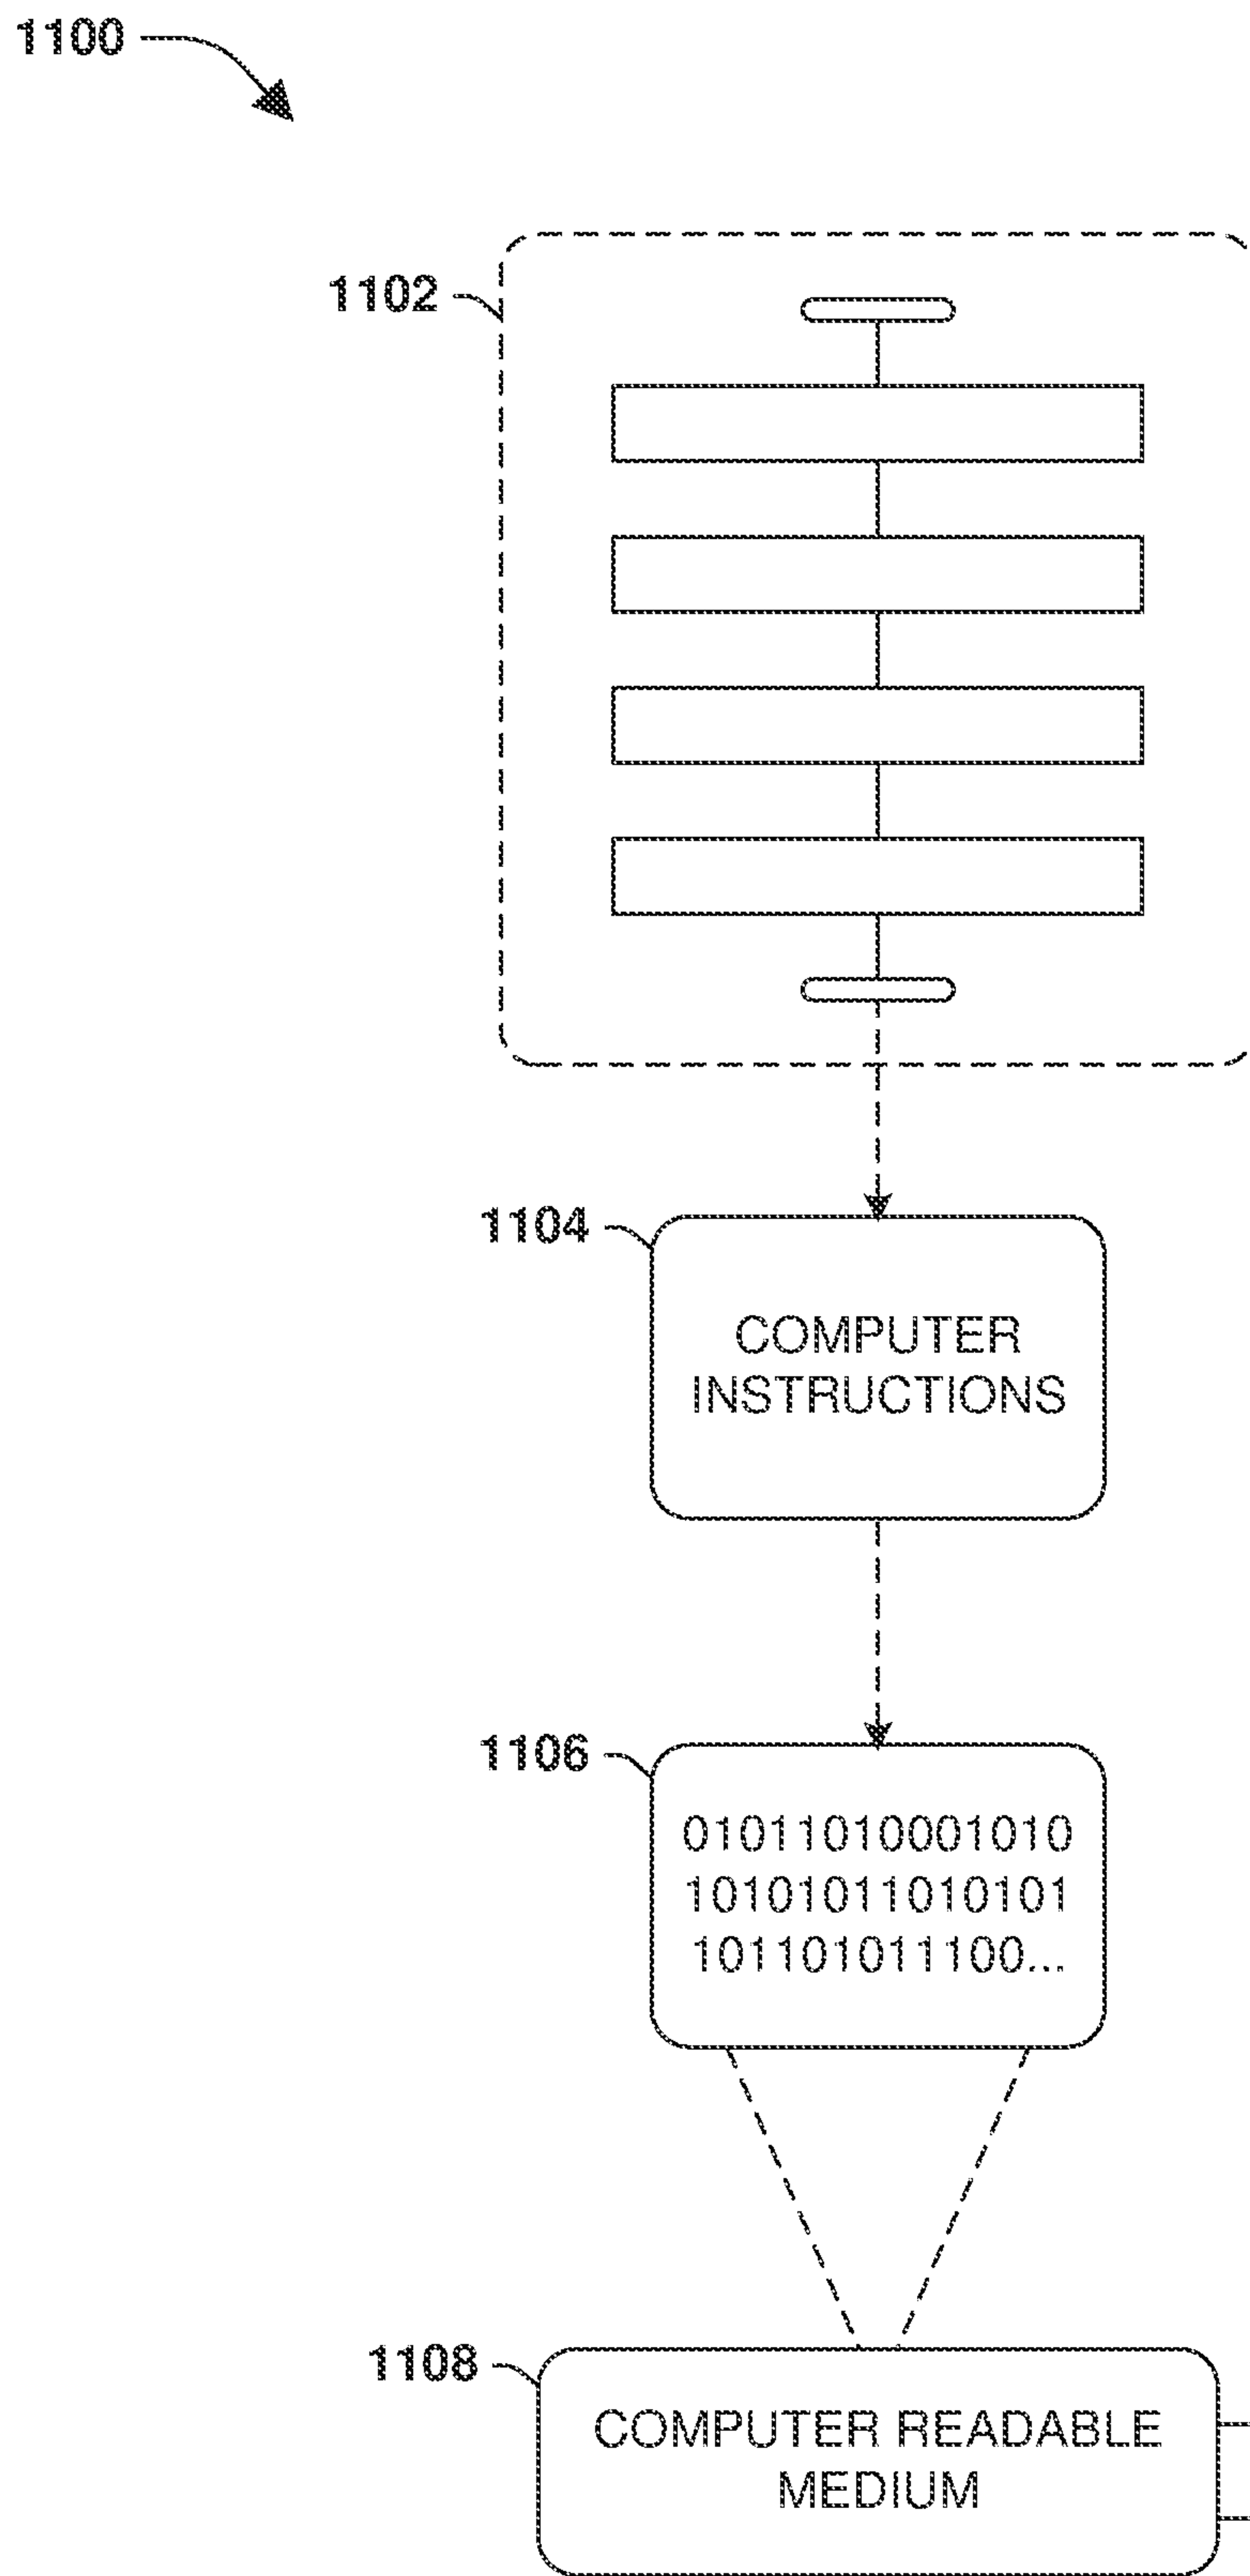 1100
1102
1104
COMPUTER
INSTRUCTIONS
1106
01011010001010
10101011010101
101101011100...
1108
COMPUTER READABLE
MEDIUM